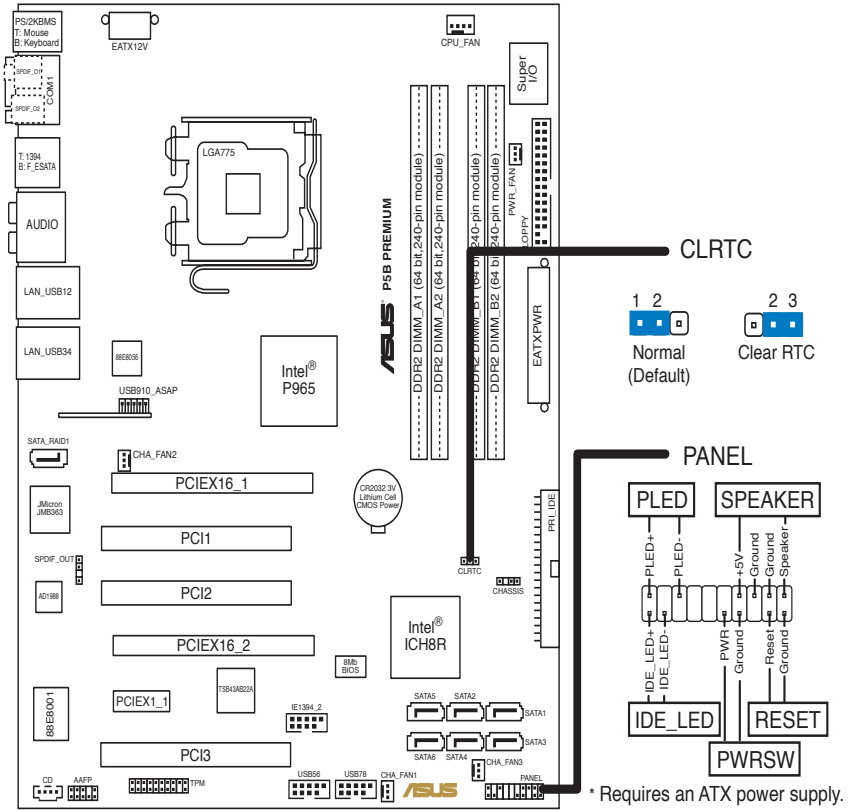 PS/2KBMS
T: Mouse
B: Keyboard
EATX12V
CPU_FAN
Super
I/O
SPDIF_O1
COM1
SPDIF_O2
LGA775
T: 1394
B: F_ESATA
AUDIO
LAN_USB12
LAN_USB34
88E8056
Intel®
P965
ASUS® P5B PREMIUM
DDR2 DIMM_A1 (64 bit,240-pin module)
DDR2 DIMM_A2 (64 bit,240-pin module)
DDR2 DIMM_B1 (64 bit,240-pin module)
DDR2 DIMM_B2 (64 bit,240-pin module)
PWR_FAN
LOPPY
EATXPWR
CLRTC
1 2
Normal
(Default)
2 3
Clear RTC
USB910_ASAP
SATA_RAID1
CHA_FAN2
PCIEX16_1
JMicron
JMB363
CR2032 3V
Lithium Cell
CMOS Power
PRI_IDE
PCI1
SPDIF_OUT
AD1988
CLRTC
CHASSIS
PCI2
Intel®
ICH8R
PCIEX16_2
8Mb
BIOS
TSB43AB22A
PCIEX1_1
88E8001
IE1394_2
SATA5
SATA2
SATA1
SATA6
SATA4
SATA3
PCI3
CHA_FAN3
CD
AAFP
TPM
USB56
USB78
CHA_FAN1
ASUS
PANEL
PANEL
PLED
SPEAKER
PLED+
PLED-
+5V
Ground
Ground
Speaker
IDE_LED+
IDE_LED-
PWR
Ground
Reset
Ground
IDE_LED
RESET
PWRSW
* Requires an ATX power supply.